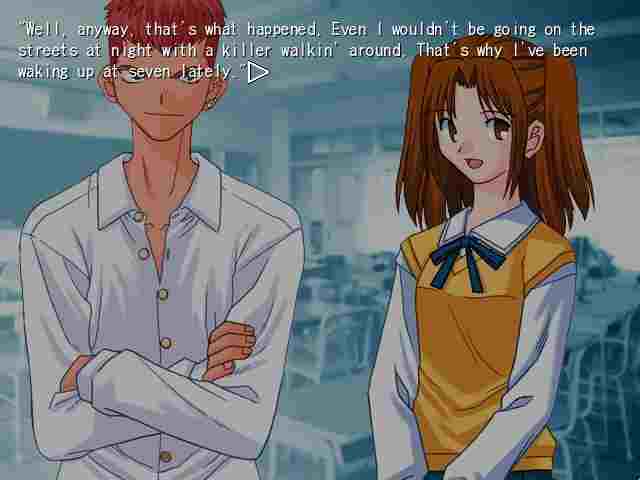 "Well, anyway, that's what happened. Even I wouldn't be going on the
streets at night with a killer walkin' around. That's why I've been
waking up at seven lately."